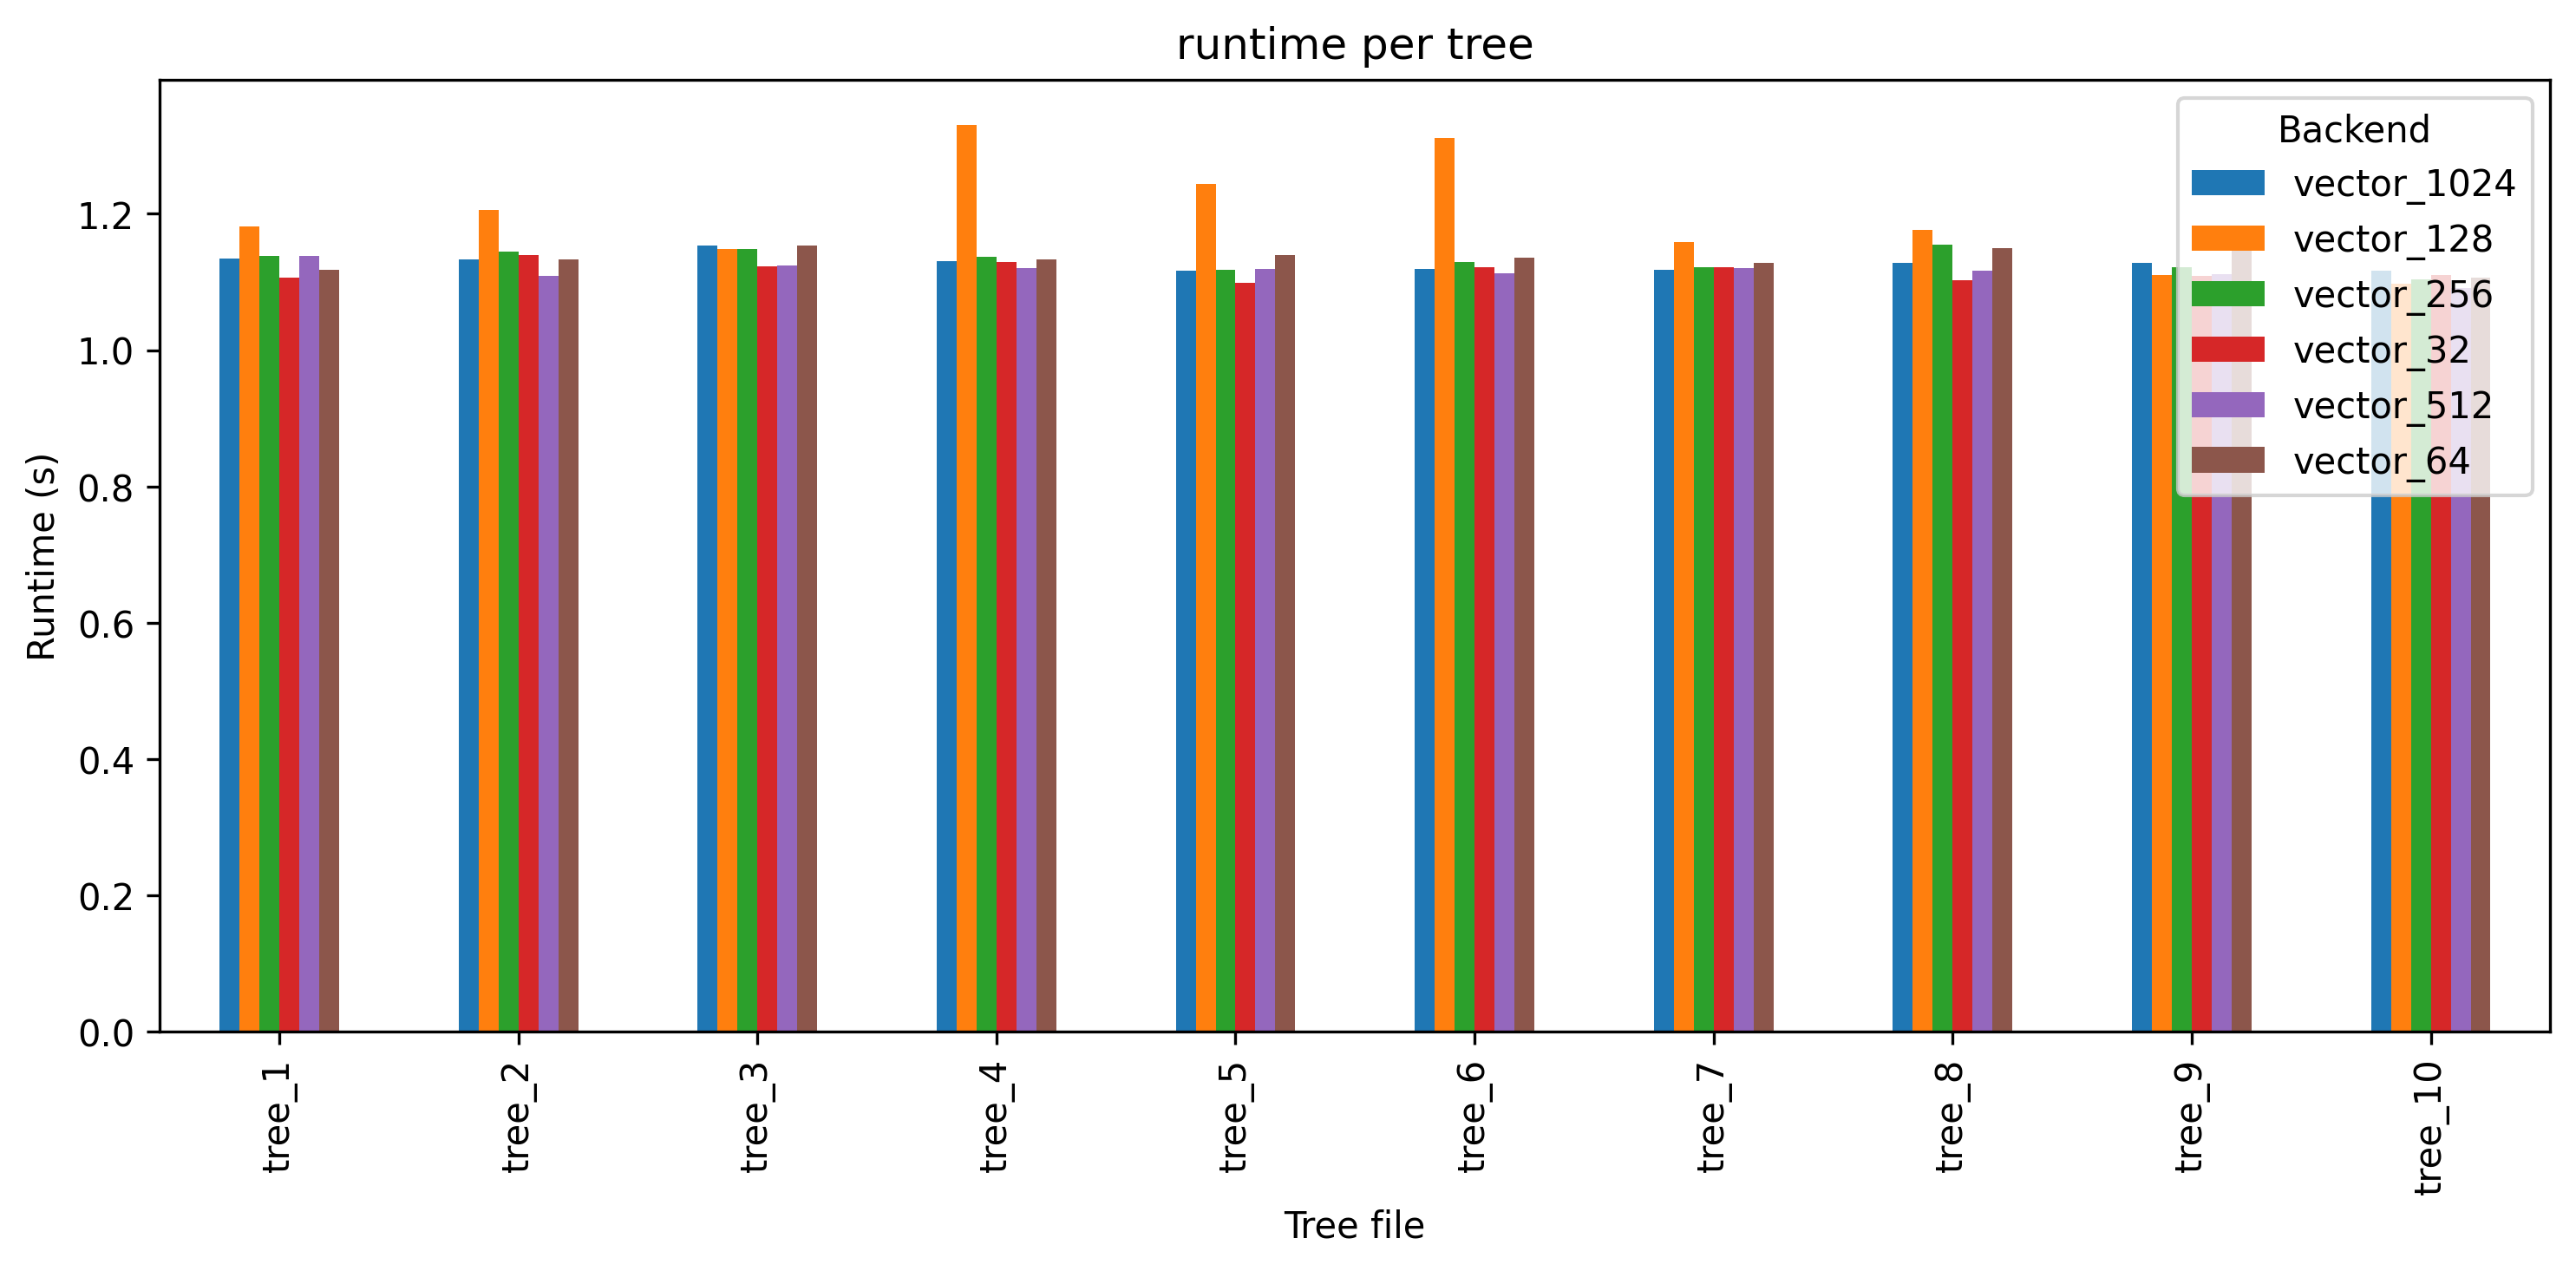 runtime per tree
Backend
vector_1024
vector_128
vector_256
vector_32
vector_512
vector_64
Runtime (s)
1.2
1.0
0.8
0.6
0.4
0.2
0.0
tree_1
tree_2
tree_3
tree_4
tree_5
tree_6
tree_7
tree_8
tree_9
tree_10
Tree file